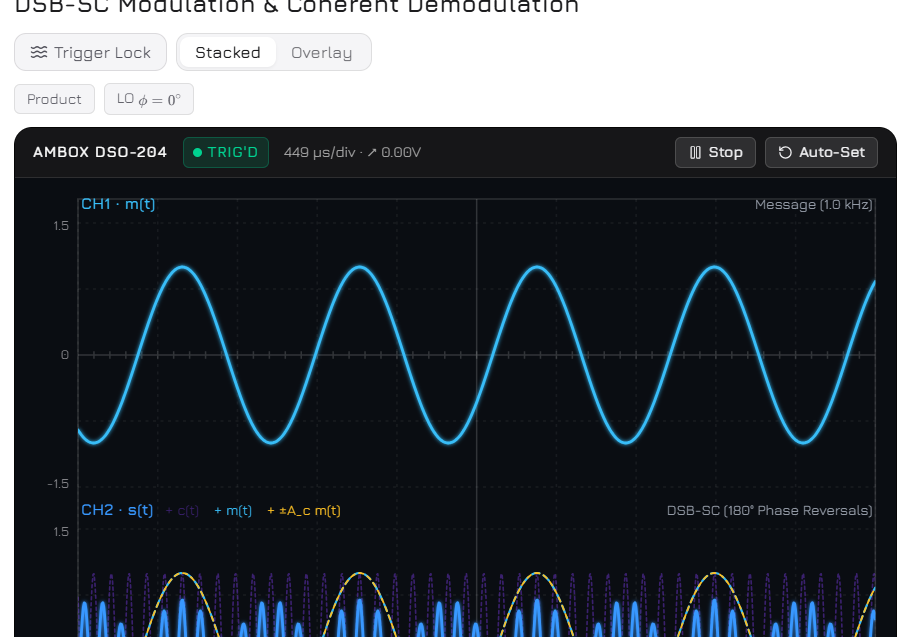 DSB-SC Modulation & Coherent Demodulation
Trigger Lock Stacked Overlay
Product LO ϕ = 0°
AMBOX DSO-204 TRIG'D 449 µs/div · ↗ 0.00V Stop Auto-Set
CH1 · m(t) Message (1.0 kHz)
1.5
0
-1.5
CH2 · s(t) + c(t) + m(t) + ±A_c m(t) DSB-SC (180° Phase Reversals)
1.5